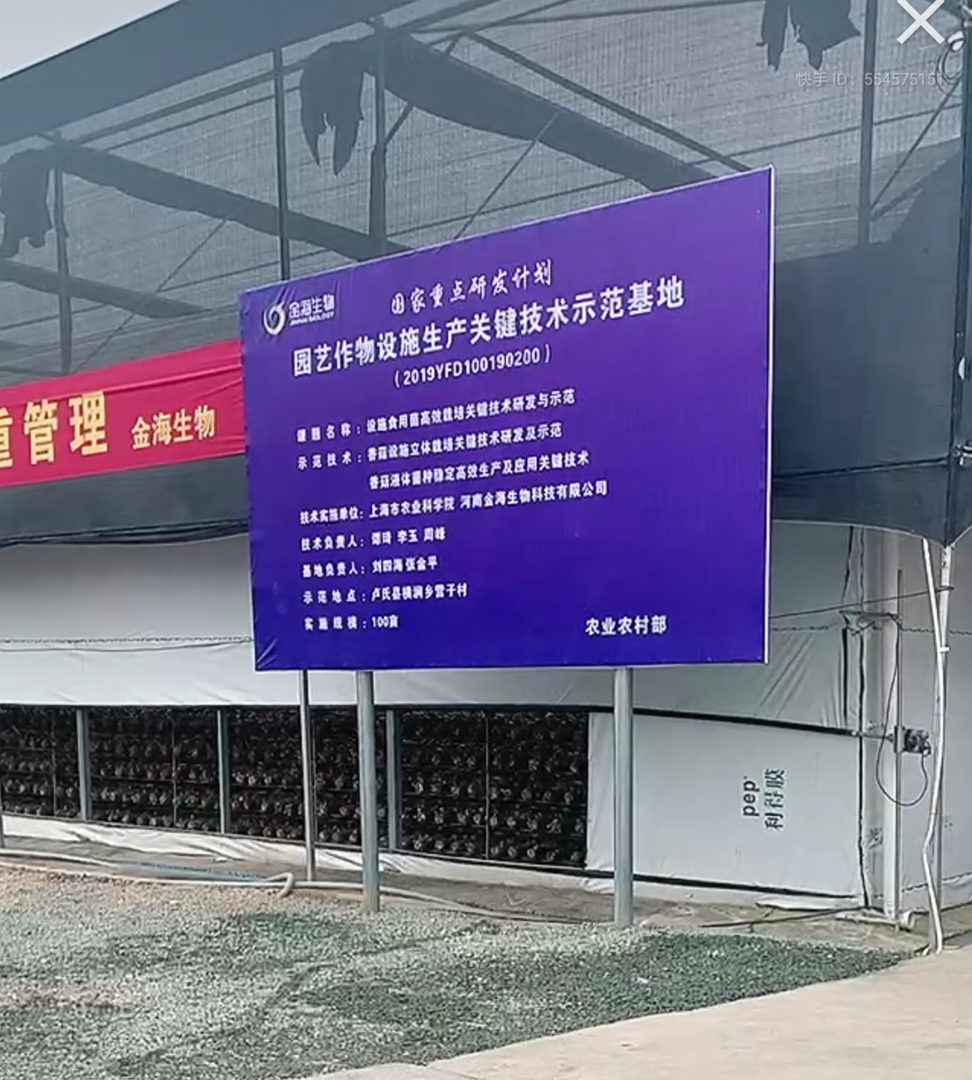 快手 ID：554575151
金海生物
JINHAI BIOLOGY
国家重点研发计划
园艺作物设施生产关键技术示范基地
(2019YFD100190200)
课题名称：设施食用菌高效栽培关键技术研发与示范
示范技术：香菇设施立体栽培关键技术研发及示范
香菇液体菌种稳定高效生产及应用关键技术
技术实施单位：上海市农业科学院 河南金海生物科技有限公司
技术负责人：谭琦 李玉 周峰
基地负责人：刘四海 张金平
示范地点：卢氏县横涧乡营子村
实施规模：100亩
农业农村部
重管理 金海生物
pep
利得膜